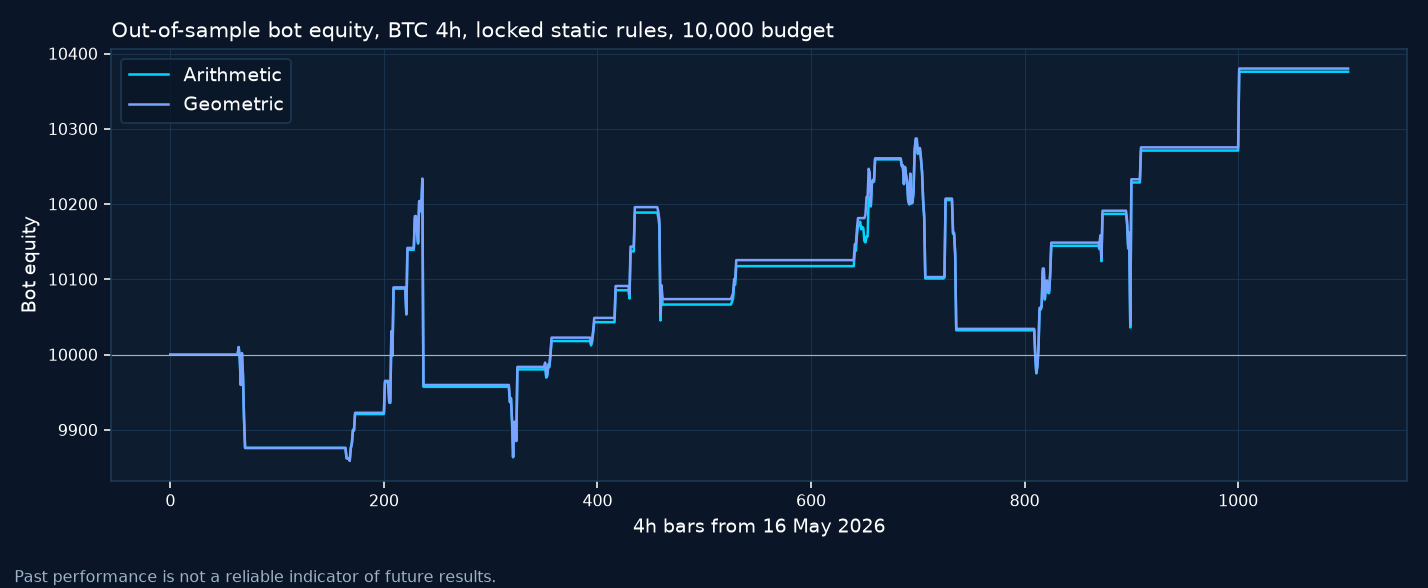 Out-of-sample bot equity, BTC 4h, locked static rules, 10,000 budget
Arithmetic
Geometric
10400
10300
10200
10100
10000
9900
Bot equity
0 200 400 600 800 1000
4h bars from 16 May 2026
Past performance is not a reliable indicator of future results.